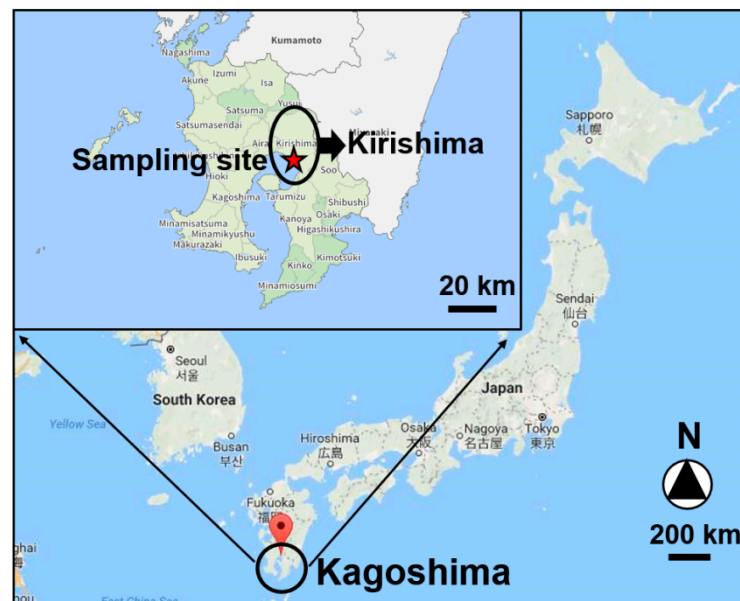 Kumamoto
Nagashima
Izumi
Isa
Akune
Satsuma
Yusui
Satsumasendai
Aira
Kirishima
Kirishima
Sampling site
Soo
Hioki
Kagoshima
Tarumizu
Shibushi
Kanoya
Osaki
Minamisatsuma
Higashikushira
Minamikyushu
Makurazaki
Ibusuki
Kinko
Kimotsuki
Minamiosumi
20 km
Sapporo
札幌
Sendai
仙台
Seoul
서울
South Korea
Japan
Yellow Sea
Busan
부산
Hiroshima
広島
Osaka
大阪
Nagoya
名古屋
Tokyo
東京
N
Fukuoka
200 km
Kagoshima